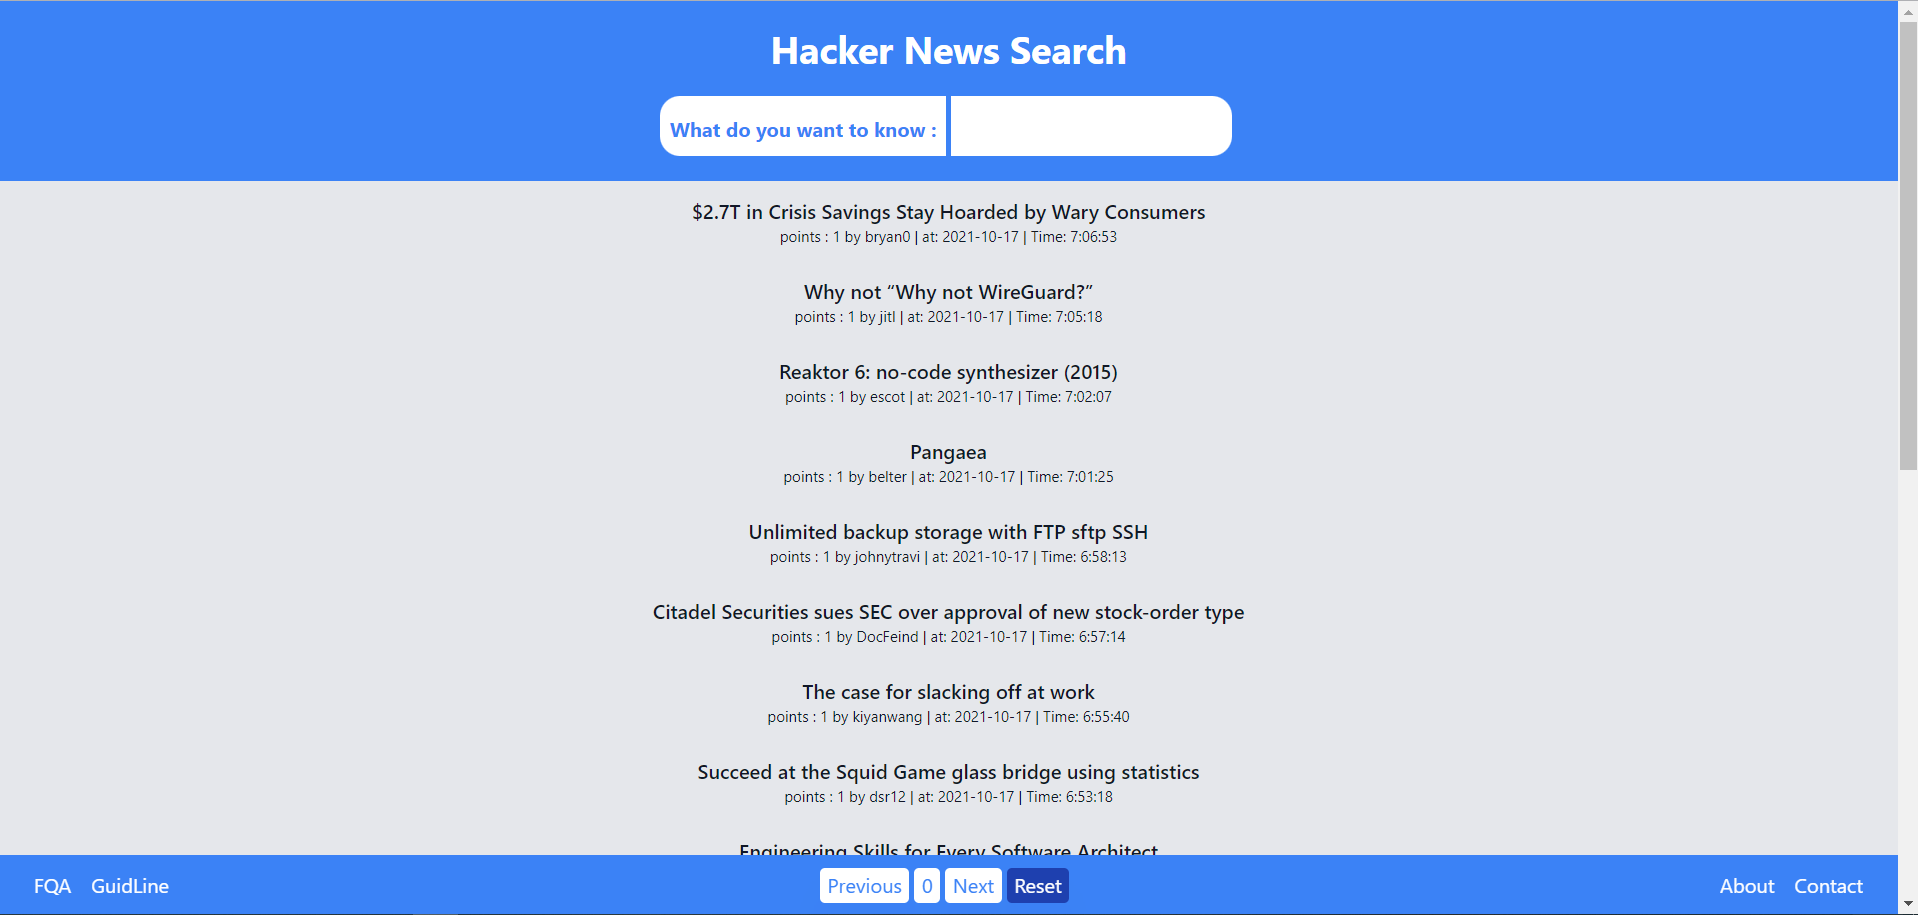 Hacker News Search
What do you want to know :
$2.7T in Crisis Savings Stay Hoarded by Wary Consumers
points : 1 by bryan0 | at: 2021-10-17 | Time: 7:06:53
Why not “Why not WireGuard?”
points : 1 by jitl | at: 2021-10-17 | Time: 7:05:18
Reaktor 6: no-code synthesizer (2015)
points : 1 by escot | at: 2021-10-17 | Time: 7:02:07
Pangaea
points : 1 by belter | at: 2021-10-17 | Time: 7:01:25
Unlimited backup storage with FTP sftp SSH
points : 1 by johnytravi | at: 2021-10-17 | Time: 6:58:13
Citadel Securities sues SEC over approval of new stock-order type
points : 1 by DocFeind | at: 2021-10-17 | Time: 6:57:14
The case for slacking off at work
points : 1 by kiyanwang | at: 2021-10-17 | Time: 6:55:40
Succeed at the Squid Game glass bridge using statistics
points : 1 by dsr12 | at: 2021-10-17 | Time: 6:53:18
Engineering Skills for Every Software Architect
FQA GuidLine Previous 0 Next Reset About Contact